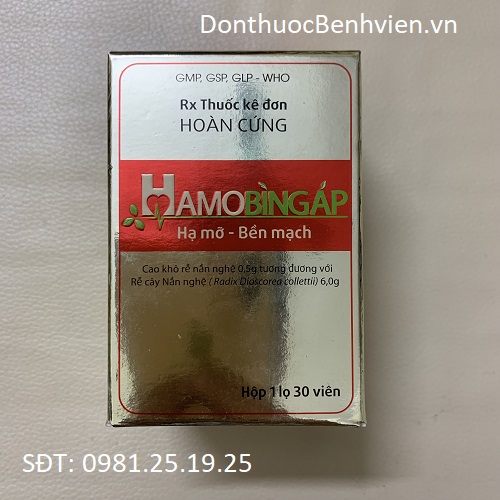 DonthuocBenhvien.vn
GMP, GSP, GLP - WHO
Rx Thuốc kê đơn
HOÀN CỨNG
HAMOBÌNGÁP
Hạ mỡ - Bền mạch
Cao khô rễ nần nghệ 0,5g tương đương với
Rễ cây Nần nghệ ( Radix Dioscorea collettii) 6,0g
Hộp 1 lọ 30 viên
SĐT: 0981.25.19.25